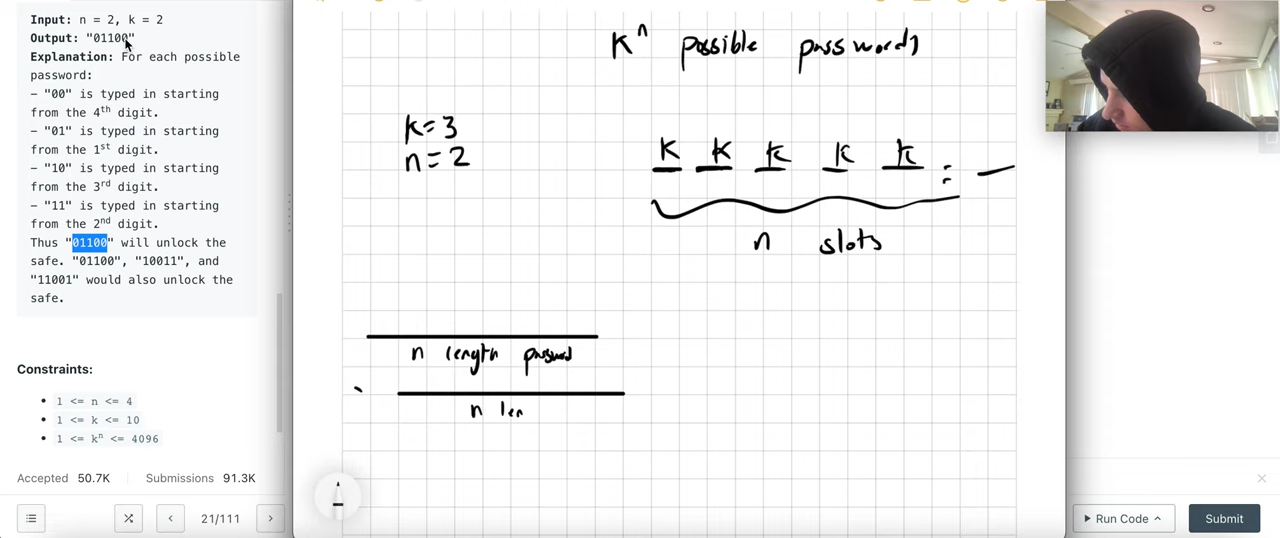 Input: n = 2, k = 2
Output: "01100"
Explanation: For each possible
password:
- "00" is typed in starting
from the 4th digit.
- "01" is typed in starting
from the 1st digit.
- "10" is typed in starting
from the 3rd digit.
- "11" is typed in starting
from the 2nd digit.
Thus "01100" will unlock the
safe. "01100", "10011", and
"11001" would also unlock the
safe.
Constraints:
1 <= n <= 4
1 <= k <= 10
1 <= kⁿ <= 4096
Accepted 50.7K Submissions 91.3K
21/111
kⁿ possible passwords
k=3
n=2
k k k k k =
n slots
n length password
n len
Run Code
Submit